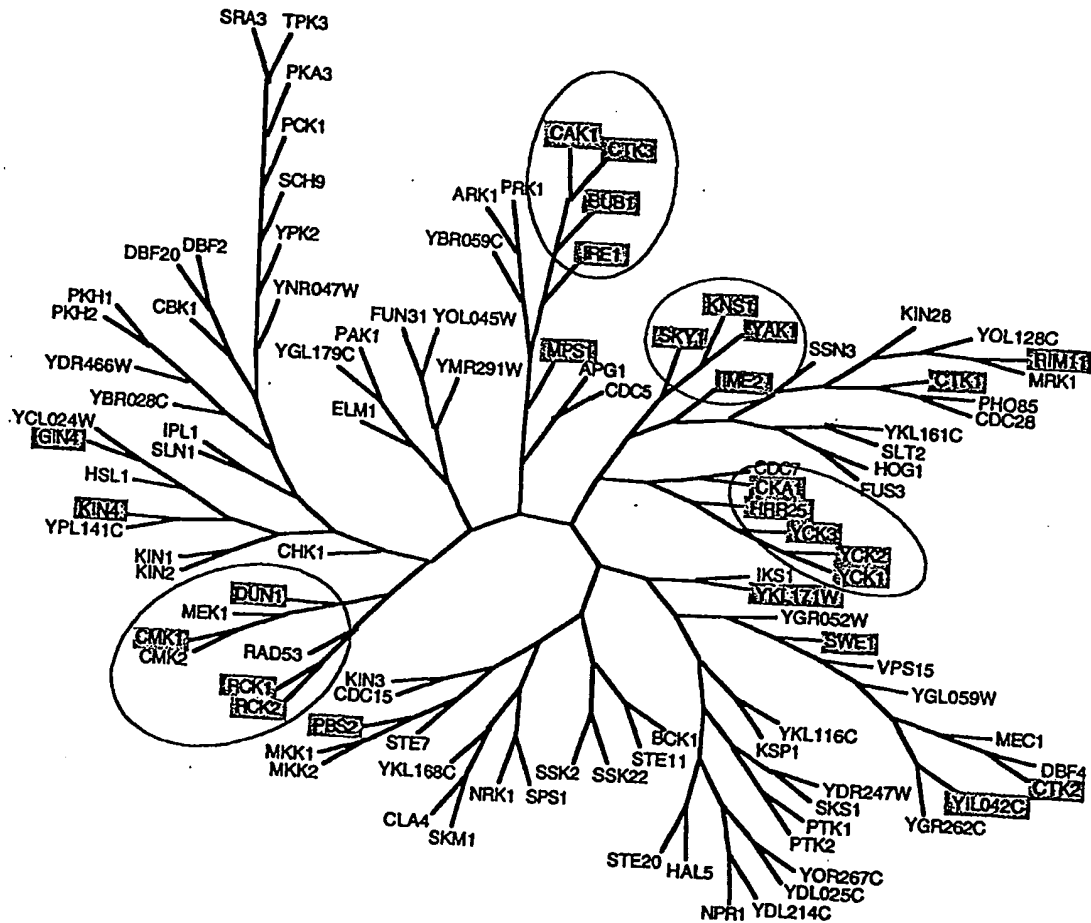 SRA3
TPK3
PKA3
PCK1
SCH9
YPK2
YNR047W
DBF20
DBF2
CBK1
PKH1
PKH2
YDR466W
YBR028C
YCL024W
GIN4
IPL1
SLN1
HSL1
KIN4
YPL141C
KIN1
KIN2
CHK1
DUN1
MEK1
CMK1
CMK2
RAD53
RCK1
RCK2
ARK1
PRK1
YBR059C
FUN31
YOL045W
PAK1
YGL179C
YMR291W
ELM1
CAK1
CTK3
BUB1
IRE1
MPS1
APG1
CDC5
KNS1
SKY1
YAK1
IME2
SSN3
KIN28
YOL128C
RIM11
MRK1
CTK1
PHO85
CDC28
YKL161C
SLT2
HOG1
FUS3
CDC7
CKA1
HRR25
YCK3
YCK2
YCK1
IKS1
YKL171W
YGR052W
SWE1
VPS15
YGL059W
MEC1
DBF4
CTK2
YIL042C
YGR262C
KIN3
CDC15
PBS2
MKK1
MKK2
STE7
YKL168C
CLA4
SKM1
NRK1
SPS1
SSK2
SSK22
STE11
BCK1
YKL116C
KSP1
YDR247W
SKS1
PTK1
PTK2
STE20
HAL5
YOR267C
YDL025C
YDL214C
NPR1